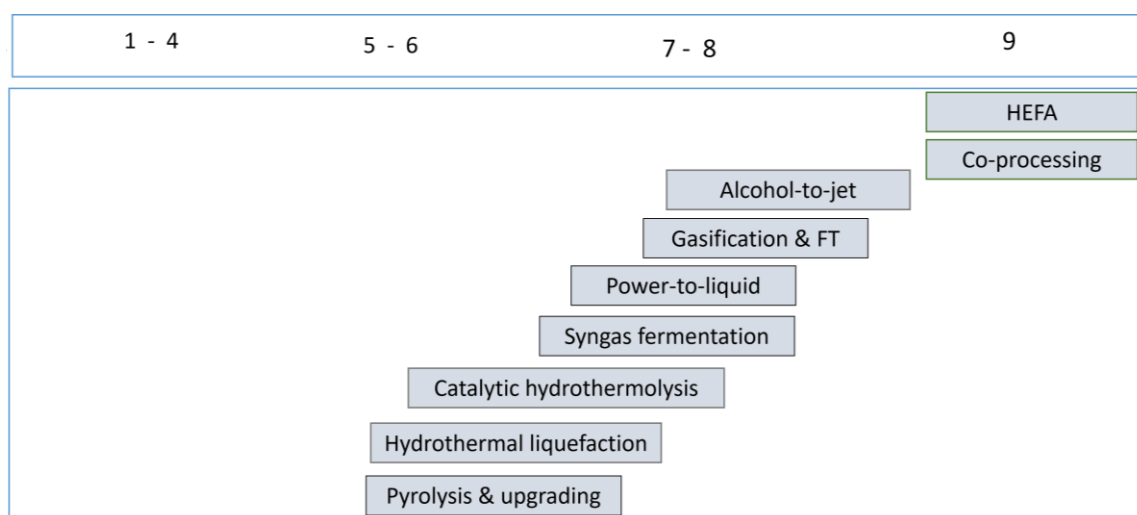 1 - 4 5 - 6 7 - 8 9
HEFA
Co-processing
Alcohol-to-jet
Gasification & FT
Power-to-liquid
Syngas fermentation
Catalytic hydrothermolysis
Hydrothermal liquefaction
Pyrolysis & upgrading